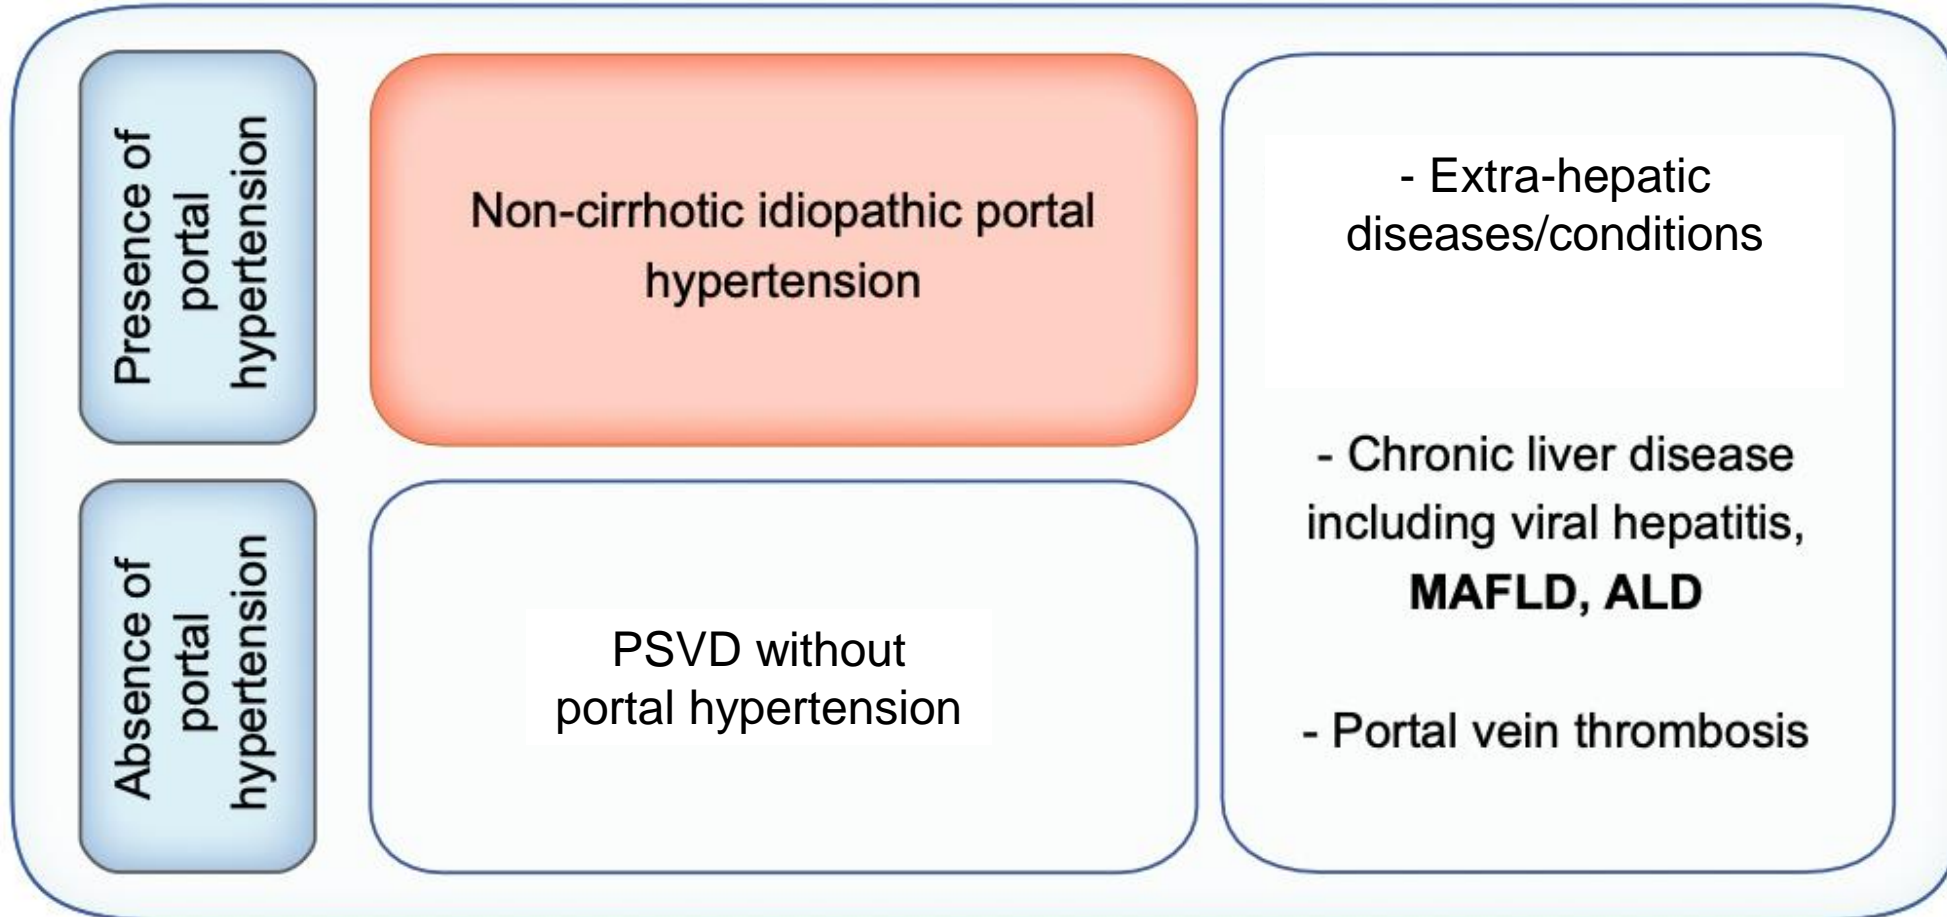 Presence of
portal
hypertension
Non-cirrhotic idiopathic portal
hypertension
Absence of
portal
hypertension
PSVD without
portal hypertension
- Extra-hepatic
diseases/conditions
- Chronic liver disease
including viral hepatitis,
MAFLD, ALD
- Portal vein thrombosis